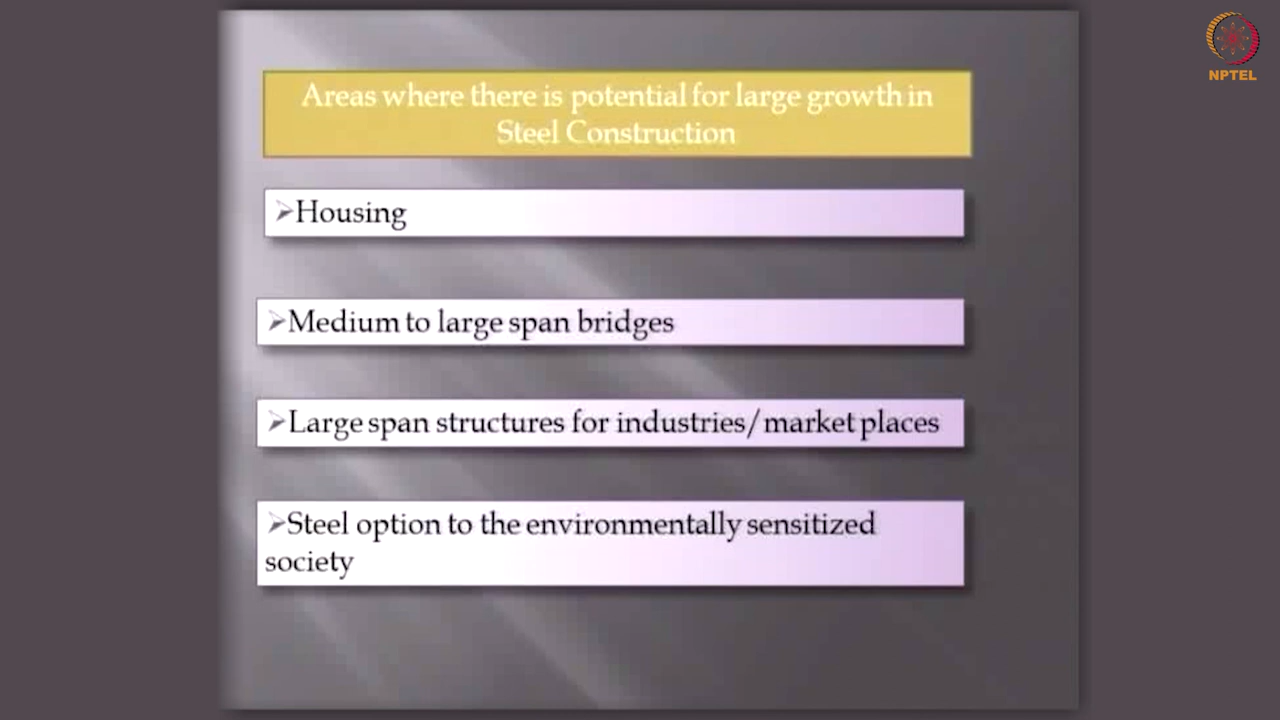 NPTEL
Areas where there is potential for large growth in
Steel Construction
➢Housing
➢Medium to large span bridges
➢Large span structures for industries/ market places
➢Steel option to the environmentally sensitized
society